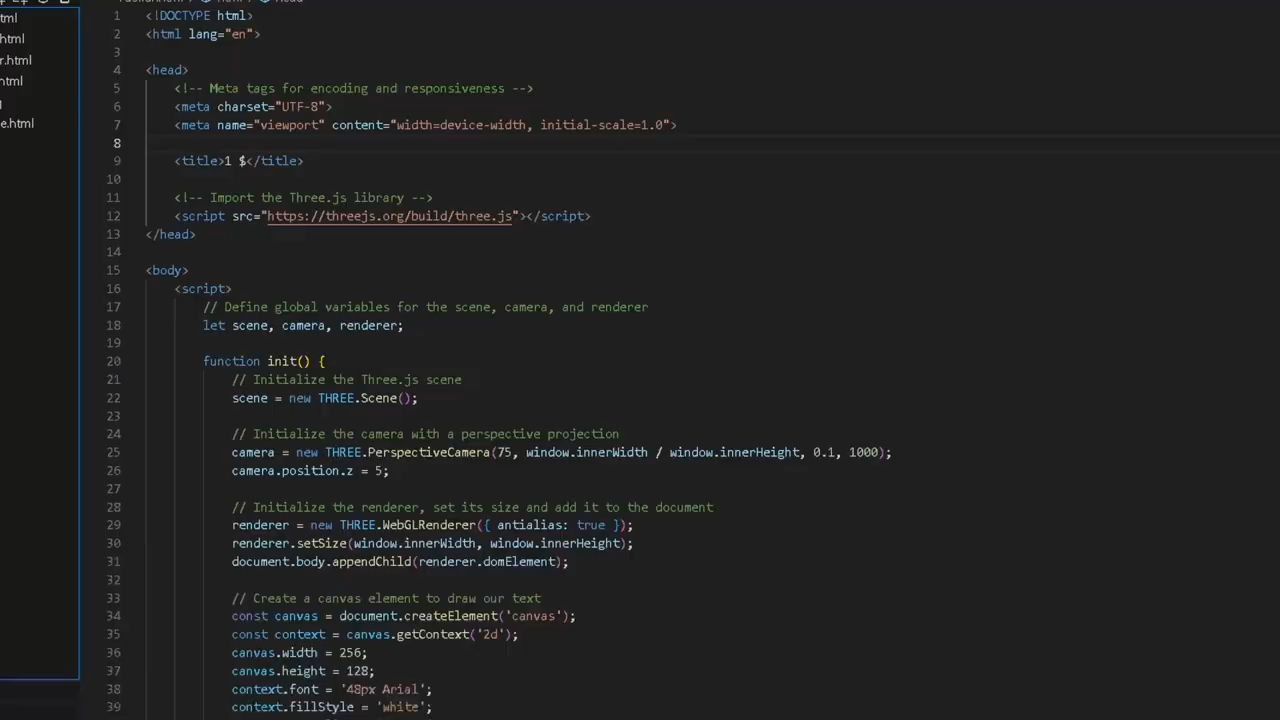 tml
html
r.html
html
e.html
1 <!DOCTYPE html>
2 <html lang="en">
3
4 <head>
5 <!-- Meta tags for encoding and responsiveness -->
6 <meta charset="UTF-8">
7 <meta name="viewport" content="width=device-width, initial-scale=1.0">
8
9 <title>1 $</title>
10
11 <!-- Import the Three.js library -->
12 <script src="https://threejs.org/build/three.js"></script>
13 </head>
14
15 <body>
16 <script>
17 // Define global variables for the scene, camera, and renderer
18 let scene, camera, renderer;
19
20 function init() {
21 // Initialize the Three.js scene
22 scene = new THREE.Scene();
23
24 // Initialize the camera with a perspective projection
25 camera = new THREE.PerspectiveCamera(75, window.innerWidth / window.innerHeight, 0.1, 1000);
26 camera.position.z = 5;
27
28 // Initialize the renderer, set its size and add it to the document
29 renderer = new THREE.WebGLRenderer({ antialias: true });
30 renderer.setSize(window.innerWidth, window.innerHeight);
31 document.body.appendChild(renderer.domElement);
32
33 // Create a canvas element to draw our text
34 const canvas = document.createElement('canvas');
35 const context = canvas.getContext('2d');
36 canvas.width = 256;
37 canvas.height = 128;
38 context.font = '48px Arial';
39 context.fillStyle = 'white';